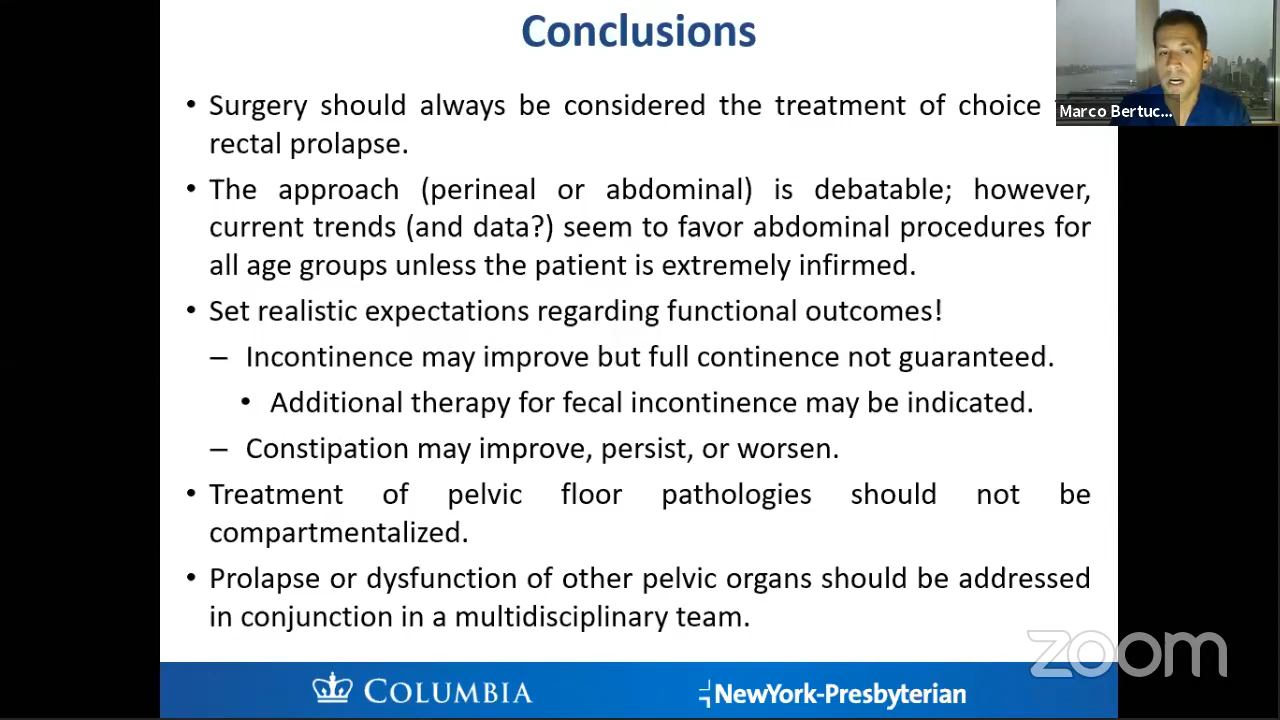 Conclusions
• Surgery should always be considered the treatment of choice
rectal prolapse.
• The approach (perineal or abdominal) is debatable; however,
current trends (and data?) seem to favor abdominal procedures for
all age groups unless the patient is extremely infirmed.
• Set realistic expectations regarding functional outcomes!
– Incontinence may improve but full continence not guaranteed.
• Additional therapy for fecal incontinence may be indicated.
– Constipation may improve, persist, or worsen.
• Treatment of pelvic floor pathologies should not be
compartmentalized.
• Prolapse or dysfunction of other pelvic organs should be addressed
in conjunction in a multidisciplinary team.
Marco Bertuc...
zoom
COLUMBIA
NewYork-Presbyterian